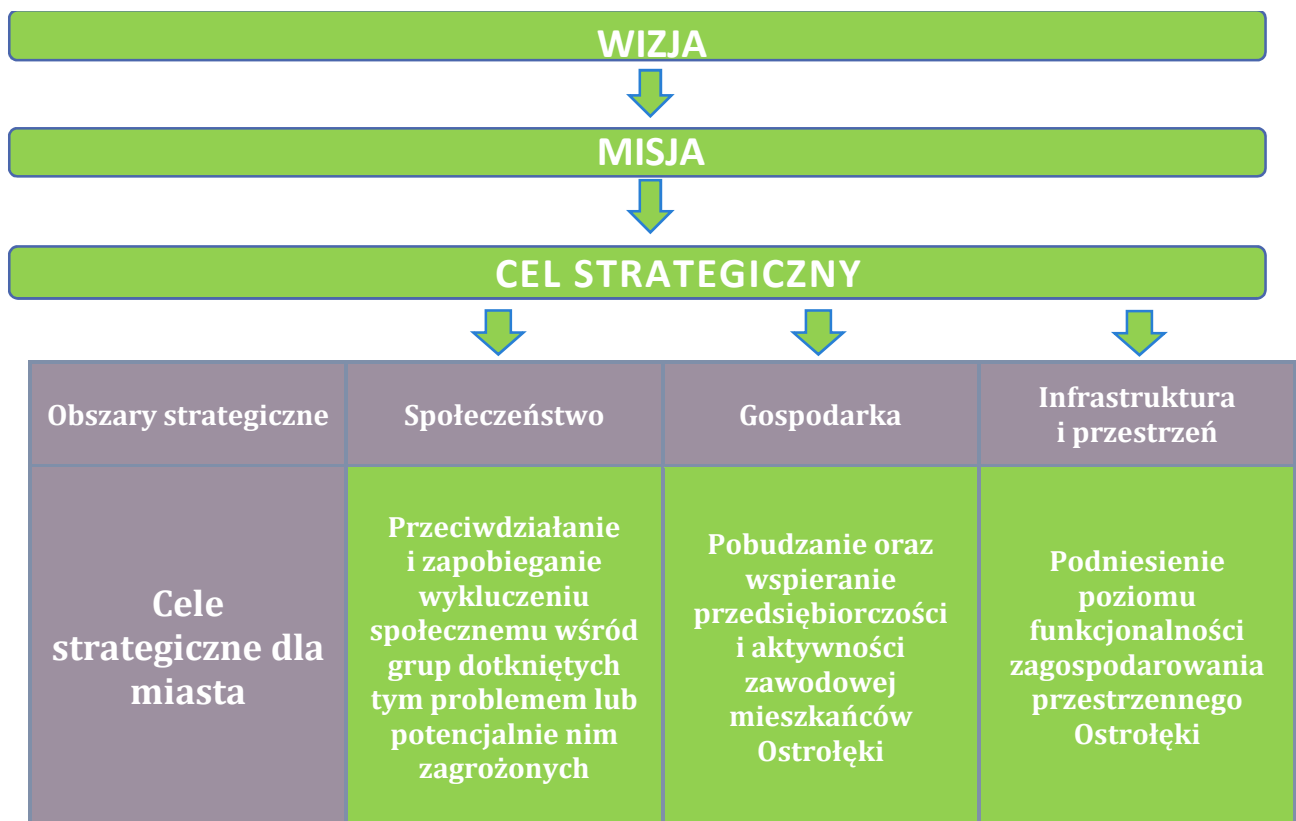 WIZJA
MISJA
CEL STRATEGICZNY
Obszary strategiczne
Społeczeństwo
Gospodarka
Infrastruktura
i przestrzeń
Cele
strategiczne dla
miasta
Przeciwdziałanie
i zapobieganie
wykluczeniu
społecznemu wśród
grup dotkniętych
tym problemem lub
potencjalnie nim
zagrożonych
Pobudzanie oraz
wspieranie
przedsiębiorczości
i aktywności
zawodowej
mieszkańców
Ostrołęki
Podniesienie
poziomu
funkcjonalności
zagospodarowania
przestrzennego
Ostrołęki